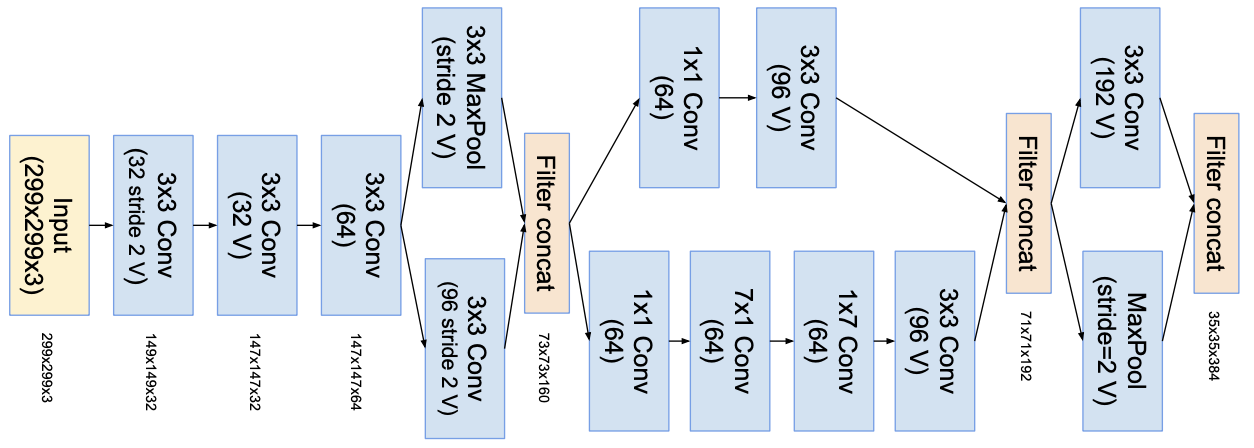 Input
(299x299x3)
299x299x3
3x3 Conv
(32 stride 2 V)
149x149x32
3x3 Conv
(32 V)
147x147x32
3x3 Conv
(64)
147x147x64
3x3 MaxPool
(stride 2 V)
3x3 Conv
(96 stride 2 V)
Filter concat
73x73x160
1x1 Conv
(64)
3x3 Conv
(96 V)
1x1 Conv
(64)
7x1 Conv
(64)
1x7 Conv
(64)
3x3 Conv
(96 V)
Filter concat
71x71x192
3x3 Conv
(192 V)
MaxPool
(stride=2 V)
Filter concat
35x35x384